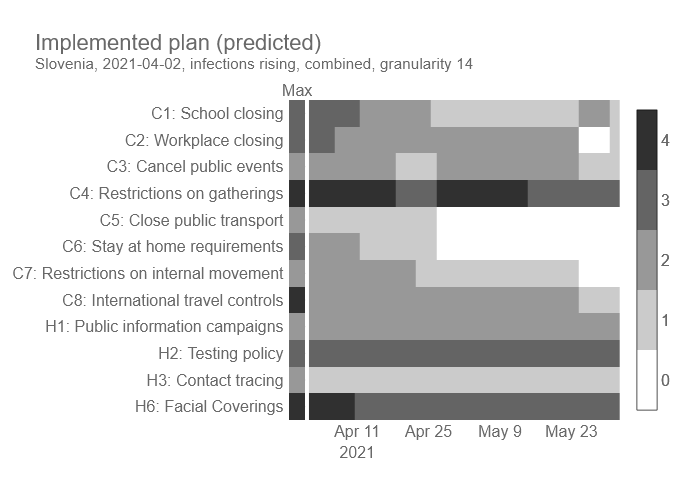 Implemented plan (predicted)
Slovenia, 2021-04-02, infections rising, combined, granularity 14
Max
C1: School closing
C2: Workplace closing
C3: Cancel public events
C4: Restrictions on gatherings
C5: Close public transport
C6: Stay at home requirements
C7: Restrictions on internal movement
C8: International travel controls
H1: Public information campaigns
H2: Testing policy
H3: Contact tracing
H6: Facial Coverings
Apr 11 Apr 25 May 9 May 23
2021
4
3
2
1
0